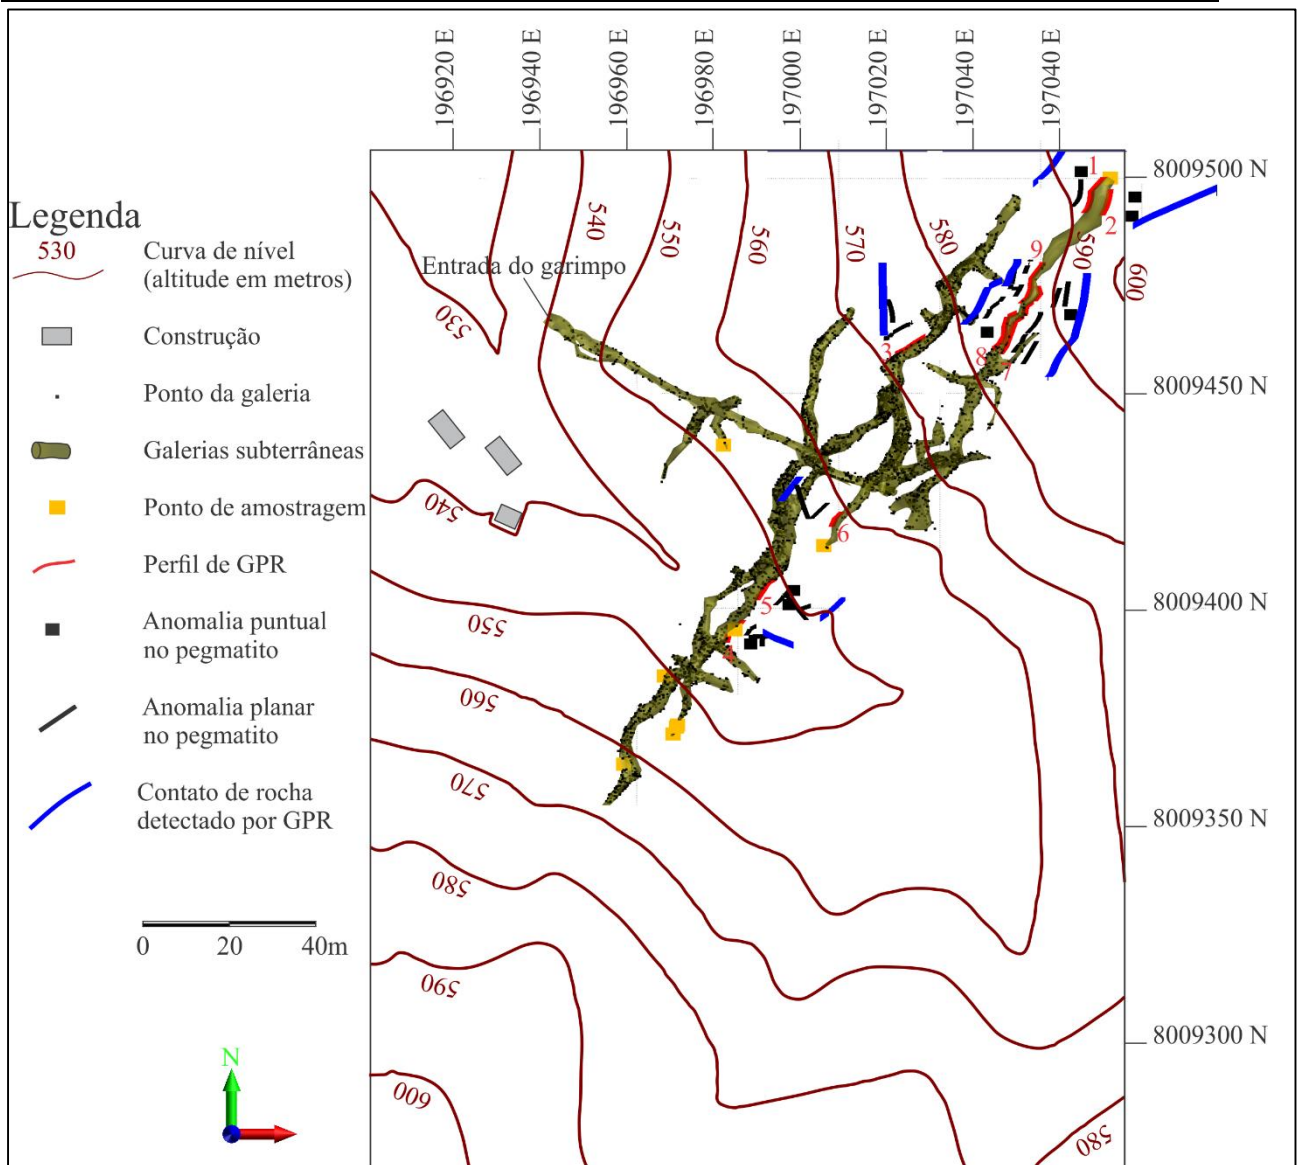 196920 E
196940 E
196960 E
196980 E
197000 E
197020 E
197040 E
197040 E
8009500 N
8009450 N
8009400 N
8009350 N
8009300 N
Legenda
530
Curva de nível
(altitude em metros)
Construção
Ponto da galeria
Galerias subterrâneas
Ponto de amostragem
Perfil de GPR
Anomalia puntual
no pegmatito
Anomalia planar
no pegmatito
Contato de rocha
detectado por GPR
0 20 40m
N
Entrada do garimpo
530
540
550
560
570
580
590
600
540
550
560
570
580
590
600
580
1
2
9
3
8
7
6
5
4